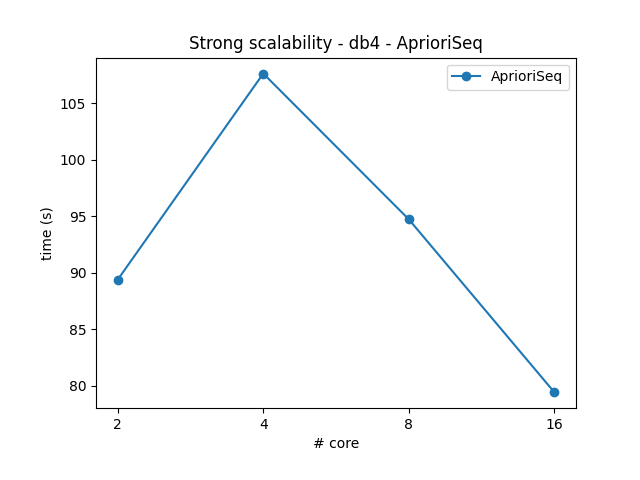 Strong scalability - db4 - AprioriSeq
AprioriSeq
105
100
95
90
85
80
time (s)
2 4 8 16
# core